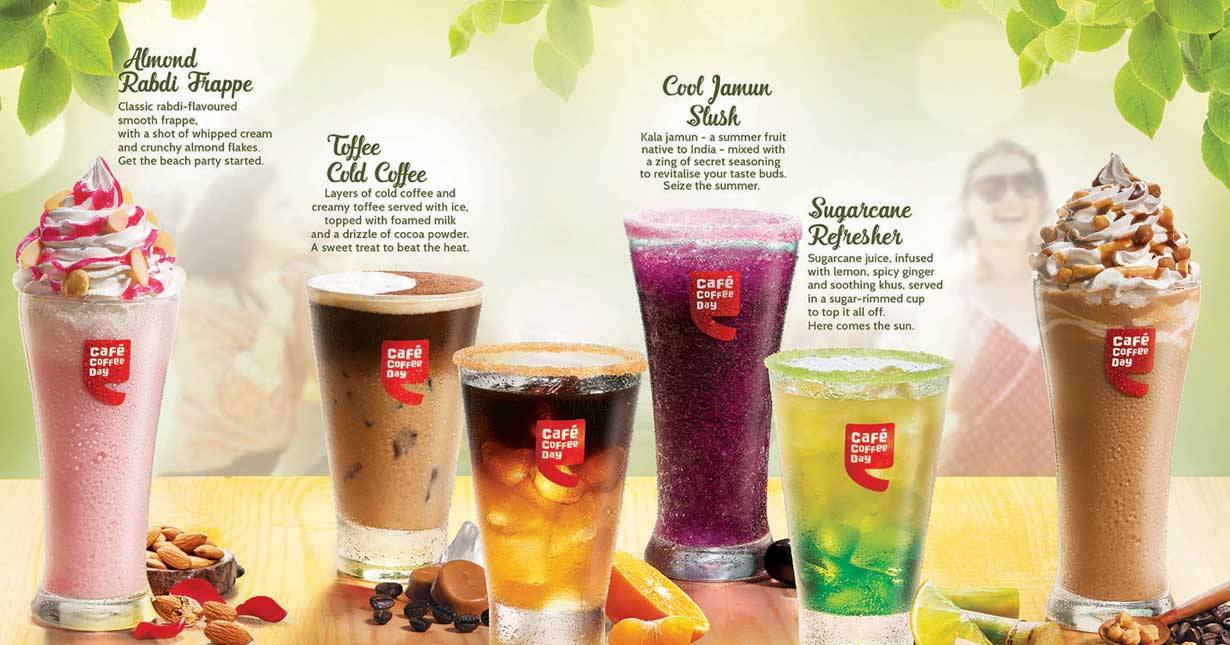 Almond
Rabdi Frappe
Classic rabdi-flavoured
smooth frappe,
with a shot of whipped cream
and crunchy almond flakes.
Get the beach party started.
Toffee
Cold Coffee
Layers of cold coffee and
creamy toffee served with ice,
topped with foamed milk
and a drizzle of cocoa powder.
A sweet treat to beat the heat.
Cool Jamun
Slush
Kala jamun - a summer fruit
native to India - mixed with
a zing of secret seasoning
to revitalise your taste buds.
Seize the summer.
Sugarcane
Refresher
Sugarcane juice, infused
with lemon, spicy ginger
and soothing khus, served
in a sugar-rimmed cup
to top it all off.
Here comes the sun.
Café
Coffee
Day
Café
Coffee
Day
Café
Coffee
Day
Café
Coffee
Day
Café
Coffee
Day
Café
Coffee
Day